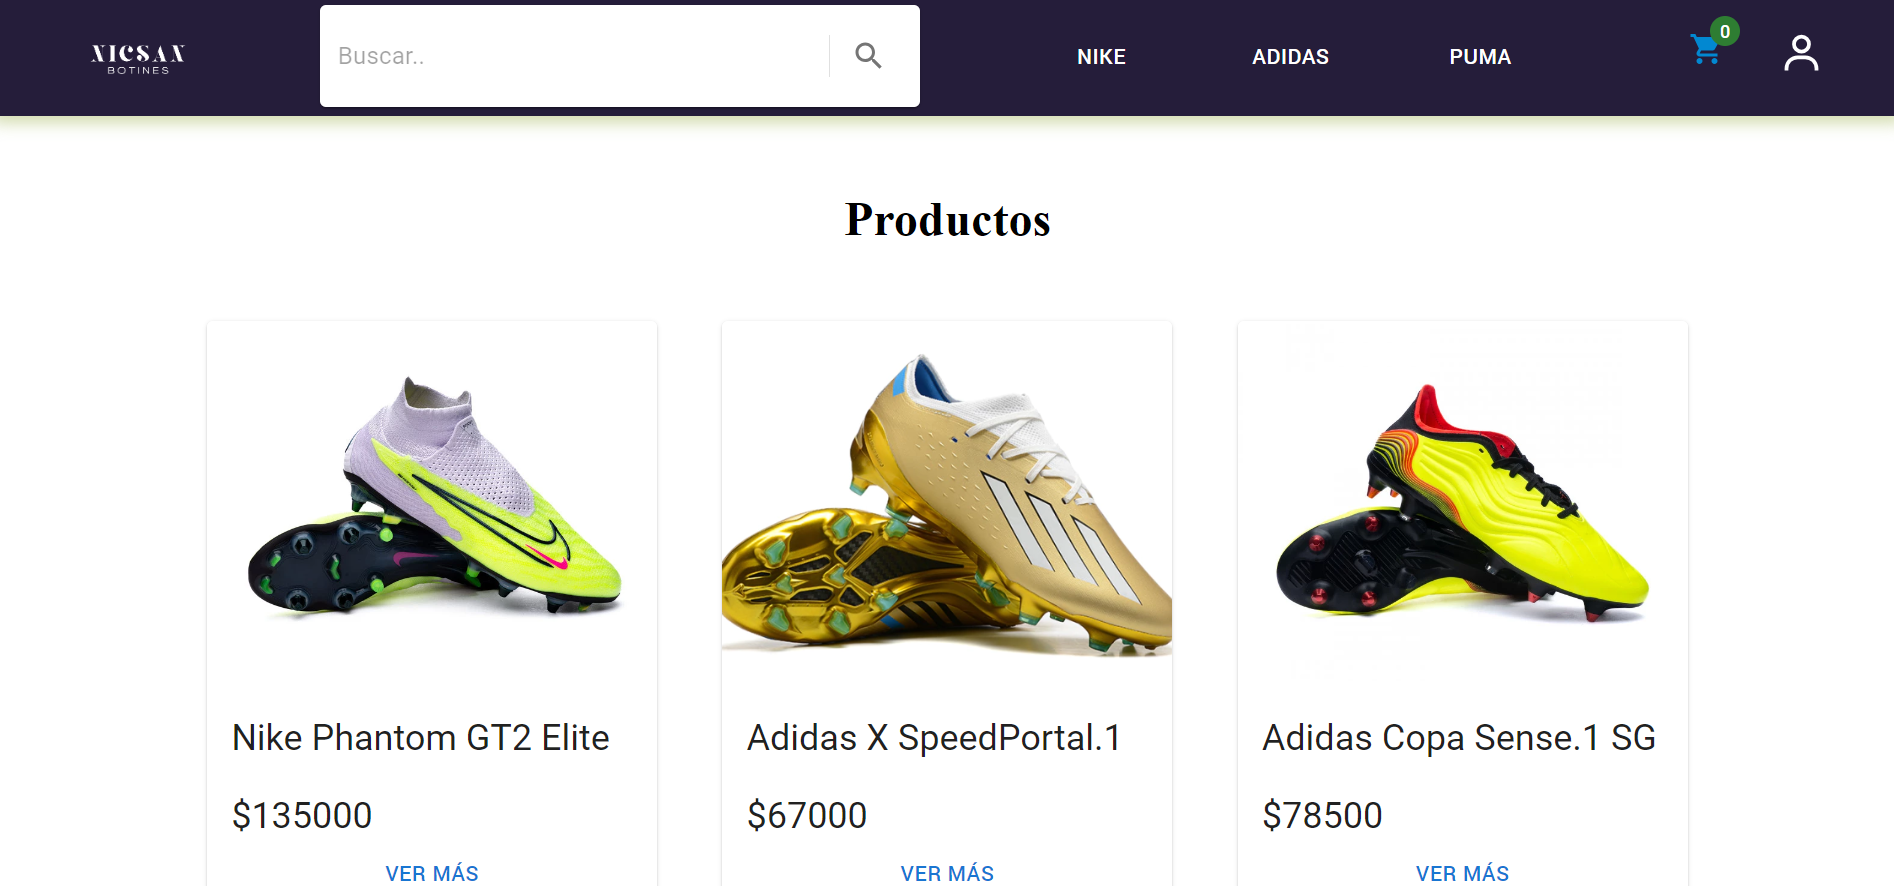 XICSAX
BOTINES
Buscar..
NIKE
ADIDAS
PUMA
0
Productos
Nike Phantom GT2 Elite
$135000
VER MÁS
Adidas X SpeedPortal.1
$67000
VER MÁS
Adidas Copa Sense.1 SG
$78500
VER MÁS